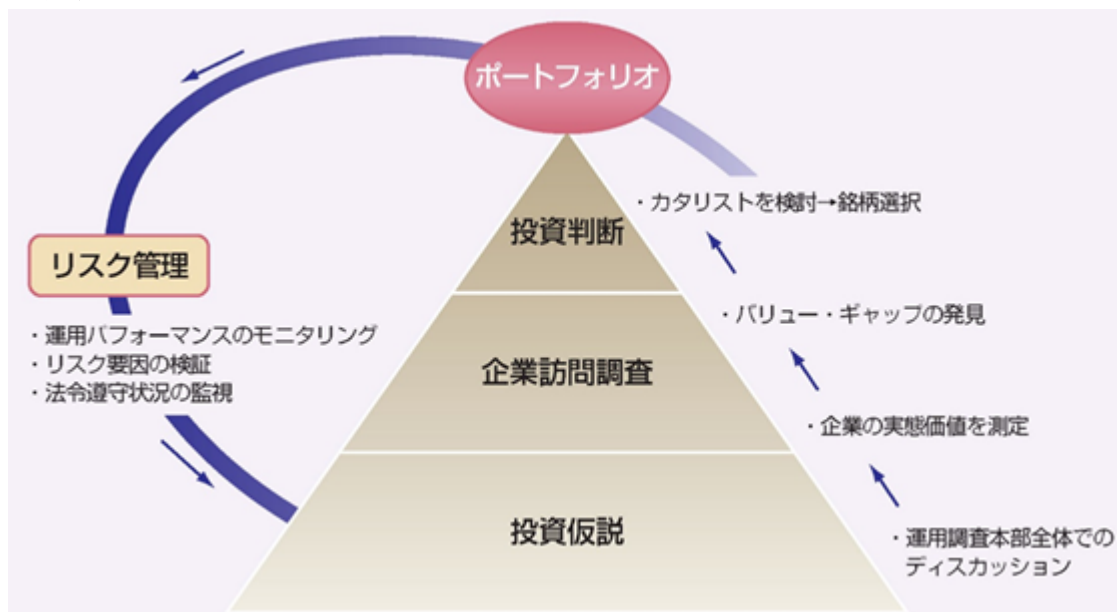 ポートフォリオ
・カタリストを検討→銘柄選択
投資判断
リスク管理
・バリュー・ギャップの発見
・運用パフォーマンスのモニタリング
・リスク要因の検証
・法令遵守状況の監視
企業訪問調査
・企業の実態価値を測定
投資仮説
・運用調査本部全体での
ディスカッション